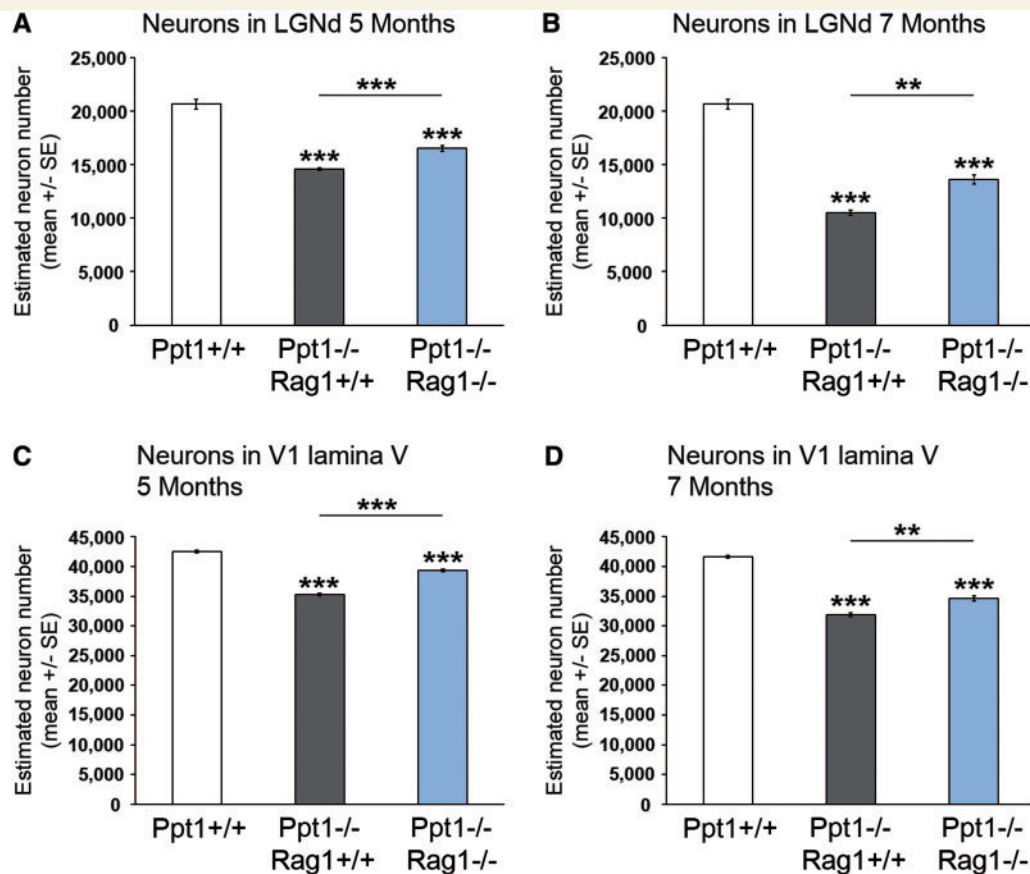 A
Neurons in LGNd 5 Months
Estimated neuron number
(mean +/- SE)
25,000
20,000
15,000
10,000
5,000
0
***
***
***
Ppt1+/+
Ppt1-/-
Rag1+/+
Ppt1-/-
Rag1-/-
B
Neurons in LGNd 7 Months
Estimated neuron number
(mean +/- SE)
25,000
20,000
15,000
10,000
5,000
0
**
***
***
Ppt1+/+
Ppt1-/-
Rag1+/+
Ppt1-/-
Rag1-/-
C
Neurons in V1 lamina V
5 Months
Estimated neuron number
(mean +/- SE)
45,000
40,000
35,000
30,000
25,000
20,000
15,000
10,000
5,000
0
***
***
***
Ppt1+/+
Ppt1-/-
Rag1+/+
Ppt1-/-
Rag1-/-
D
Neurons in V1 lamina V
7 Months
Estimated neuron number
(mean +/- SE)
45,000
40,000
35,000
30,000
25,000
20,000
15,000
10,000
5,000
0
**
***
***
Ppt1+/+
Ppt1-/-
Rag1+/+
Ppt1-/-
Rag1-/-